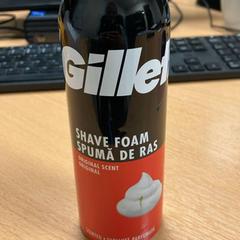 Gillet
SHAVE FOAM
SPUMĂ DE RAS
ORIGINAL SCENT
ORIGINAL